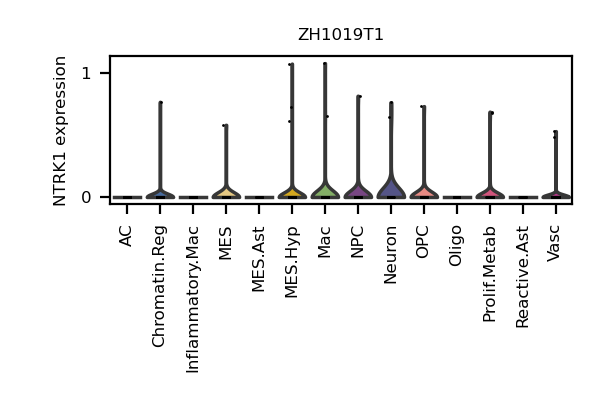 ZH1019T1
NTRK1 expression
1
0
AC
Chromatin.Reg
Inflammatory.Mac
MES
MES.Ast
MES.Hyp
Mac
NPC
Neuron
OPC
Oligo
Prolif.Metab
Reactive.Ast
Vasc